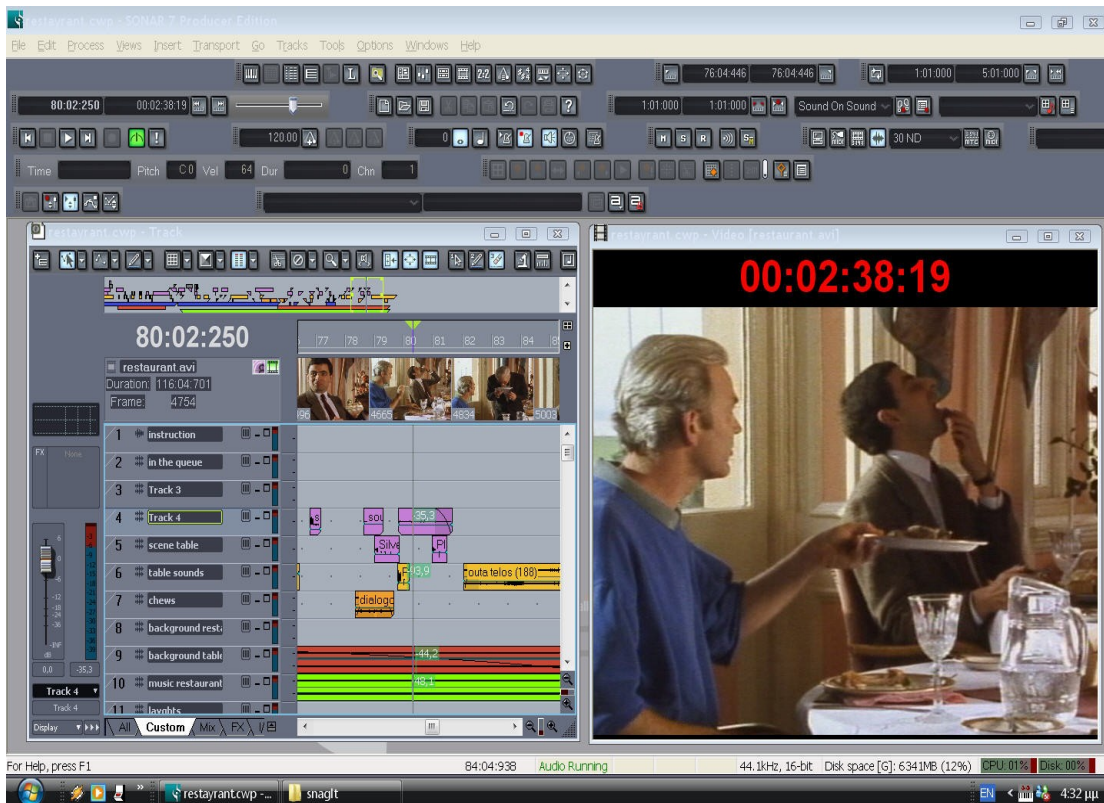 restayrant.cwp - SONAR 7 Producer Edition
File Edit Process Views Insert Transport Go Tracks Tools Options Windows Help
76:04:446 76:04:446 1:01:000 5:01:000
80:02:250 00:02:38:19 1:01:000 1:01:000 Sound On Sound
120.00 0 M S R 30 ND
Time Pitch C 0 Vel 64 Dur 0 Chn 1
restayrant.cwp - Track
restayrant.cwp - Video [restaurant.avi]
00:02:38:19
80:02:250
77 78 79 80 81 82 83 84
restaurant.avi
Duration: 116:04:701
Frame: 4754
4665 4834 5003
FX None
1 instruction
2 in the queue
3 Track 3
4 Track 4
sou -35,3
5 scene table
Silve Pl
6 table sounds
-93,9 outa telos (188)
7 chews
dialogo
8 background resta
9 background table
-44,2
10 music restaurant
-48,1
11 layghts
0,0 -35,3
Track 4
Track 4
Display All Custom Mix FX
For Help, press F1 84:04:938 Audio Running 44.1kHz, 16-bit Disk space [G]: 6341MB (12%) CPU: 01% Disk: 00%
restayrant.cwp -... snagIt EN 4:32 μμ